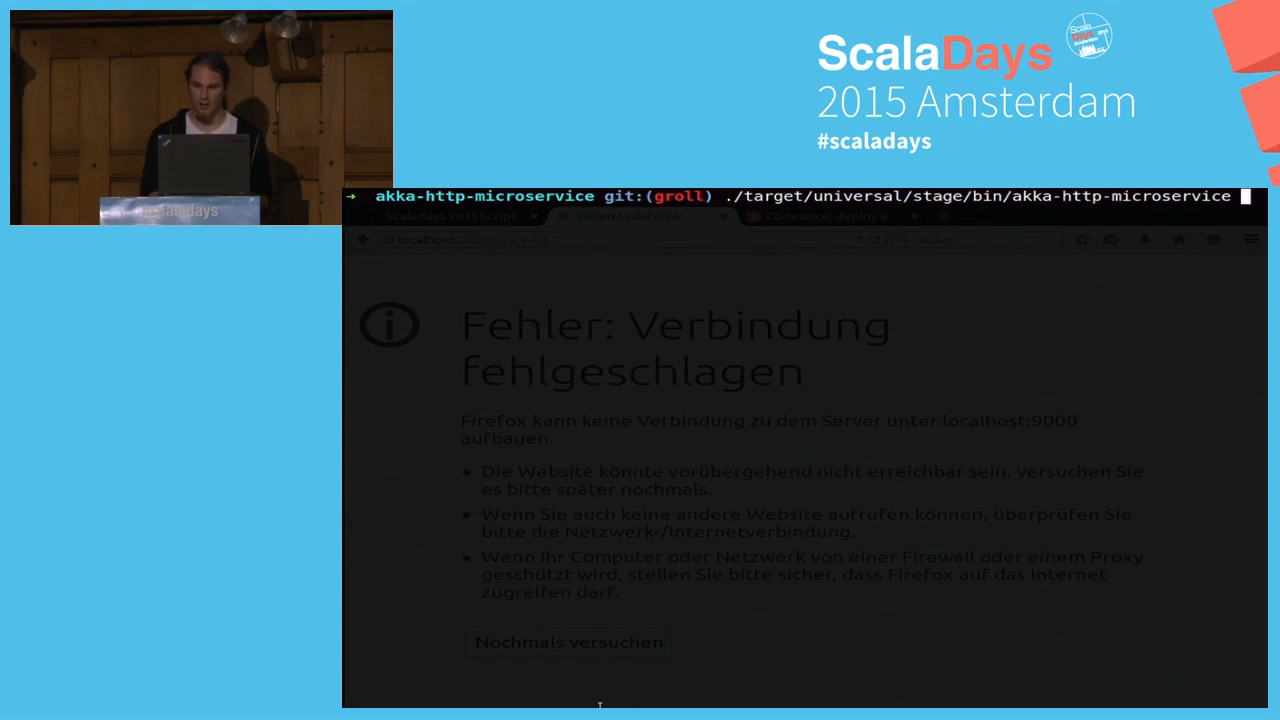 ScalaDays
2015 Amsterdam
#scaladays
→ akka-http-microservice git:(groll) ./target/universal/stage/bin/akka-http-microservice
Scaladays 2015 Script
Seiten-Ladefehler
Code once, deploy a...
Suchen
Fehler: Verbindung
fehlgeschlagen
Firefox kann keine Verbindung zu dem Server unter localhost:9000
aufbauen.
• Die Website könnte vorübergehend nicht erreichbar sein, versuchen Sie
es bitte später nochmals.
• Wenn Sie auch keine andere Website aufrufen können, überprüfen Sie
bitte die Netzwerk-/Internetverbindung.
• Wenn Ihr Computer oder Netzwerk von einer Firewall oder einem Proxy
geschützt wird, stellen Sie bitte sicher, dass Firefox auf das Internet
zugreifen darf.
Nochmals versuchen